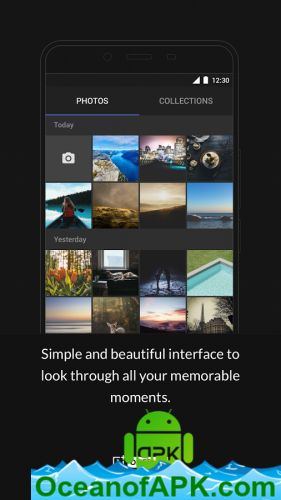 12:30
PHOTOS COLLECTIONS
Today
Yesterday
Simple and beautiful interface to
look through all your memorable
moments.
APK
OceanofAPK.com